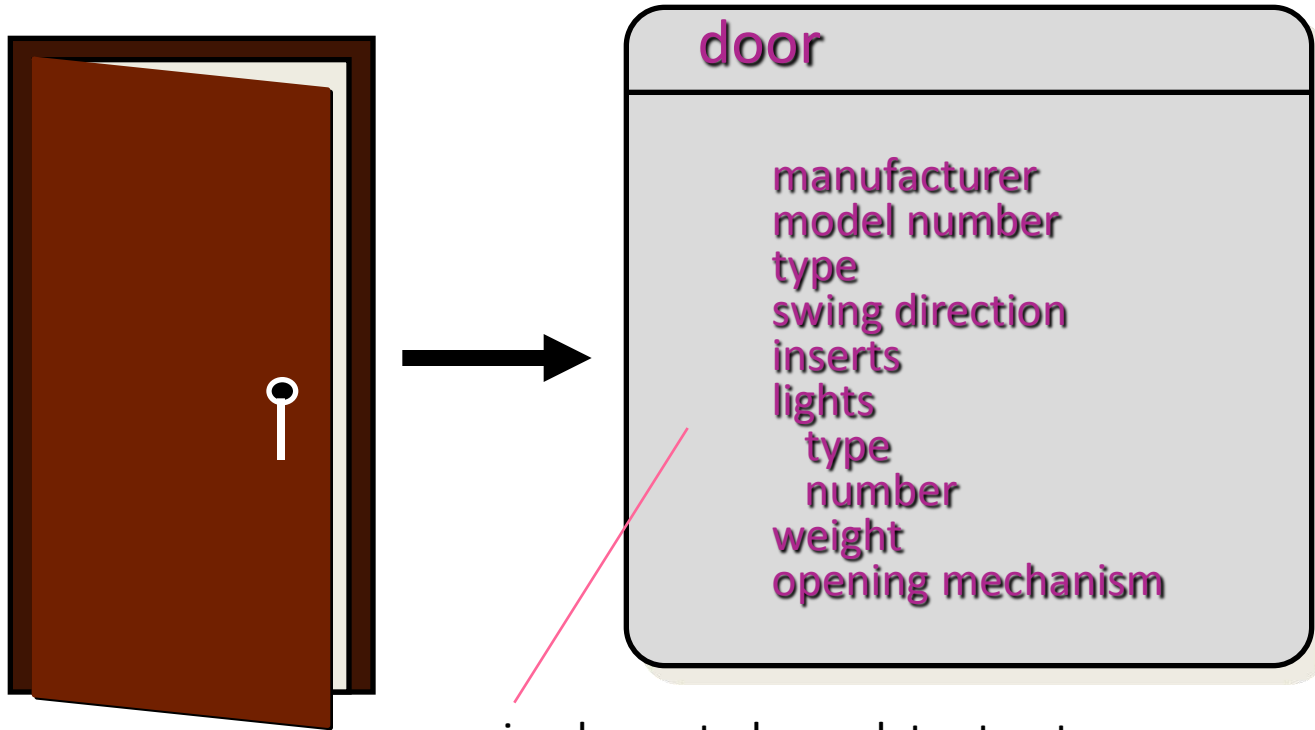 door
manufacturer
model number
type
swing direction
inserts
lights
type
number
weight
opening mechanism